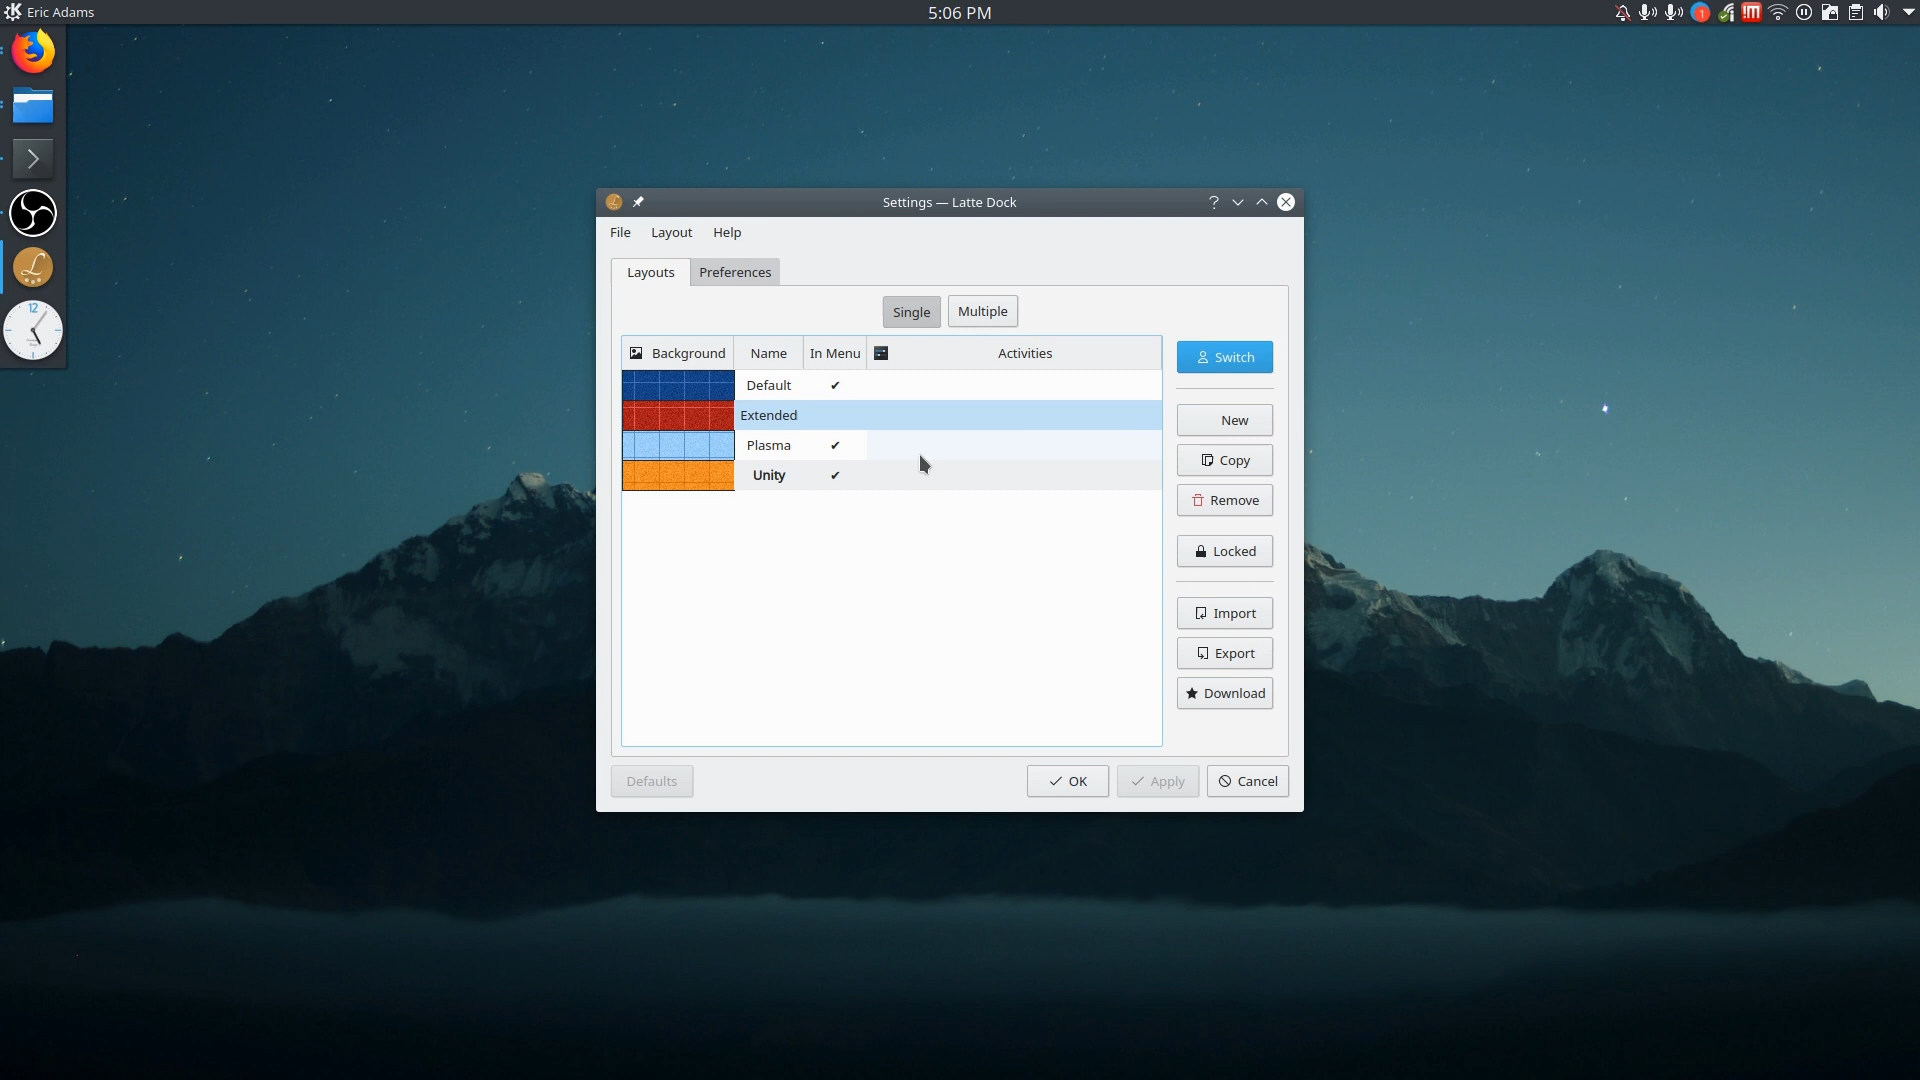 Eric Adams
5:06 PM
12
Settings — Latte Dock
File Layout Help
Layouts Preferences
Single Multiple
Background Name In Menu Activities
Switch
Default ✔
Extended
Plasma ✔
Unity ✔
New
Copy
Remove
Locked
Import
Export
Download
Defaults OK Apply Cancel